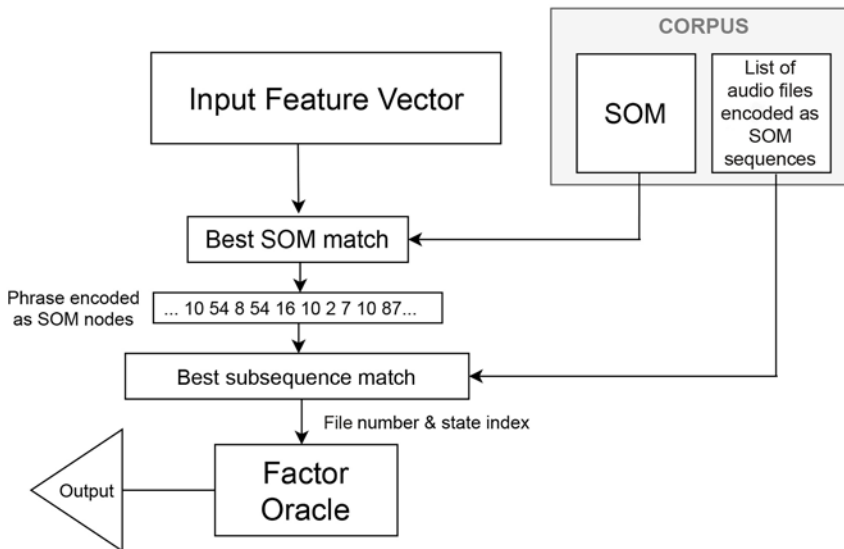 CORPUS
Input Feature Vector
SOM
List of
audio files
encoded as
SOM
sequences
Best SOM match
Phrase encoded
as SOM nodes
... 10 54 8 54 16 10 2 7 10 87...
Best subsequence match
File number & state index
Factor
Oracle
Output